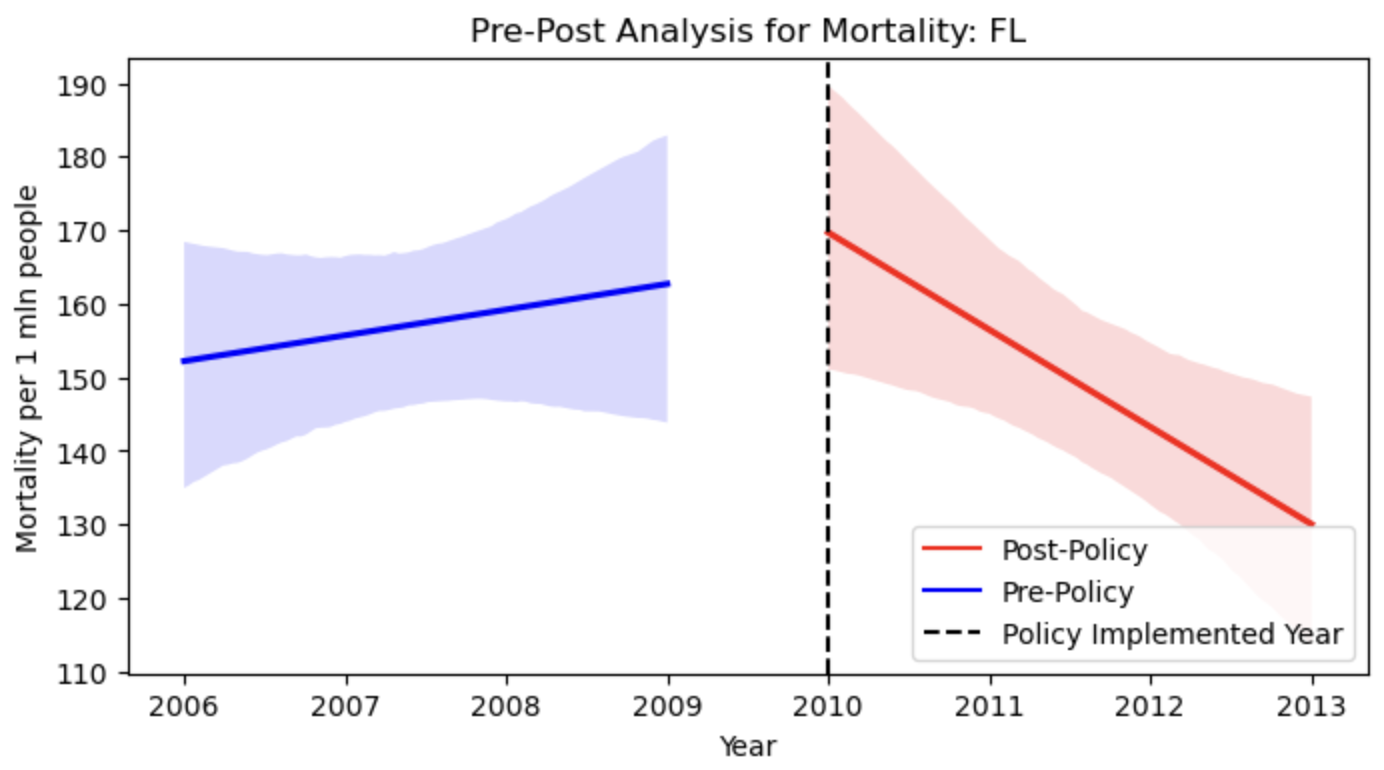 Pre-Post Analysis for Mortality: FL
Mortality per 1 mln people
190
180
170
160
150
140
130
120
110
Post-Policy
Pre-Policy
Policy Implemented Year
2006 2007 2008 2009 2010 2011 2012 2013
Year